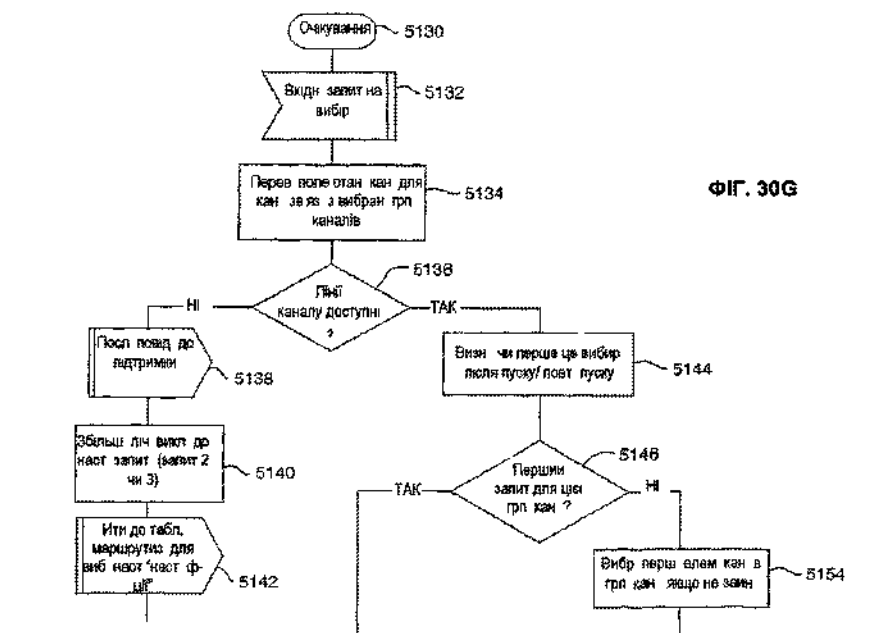 Очікування
5130
Вхідн запит на
вибір
5132
Перев поле стан кан для
кан зв'яз з вибран грп
каналів
5134
ФІГ. 30G
5136
Лінії
каналу доступні
?
НІ
ТАК
Посл повід до
підтримки
5138
Визн чи перше це вибір
після пуску/ повт пуску
5144
Збільш ліч викл до
наст запит (запит 2
чи 3)
5140
5146
Перший
запит для цієї
грп кан ?
ТАК
НІ
Йти до табл.
маршрутиз для
виб наст "наст ф-
ції"
5142
Вибр перш елем кан в
грп кан якщо не зайн
5154